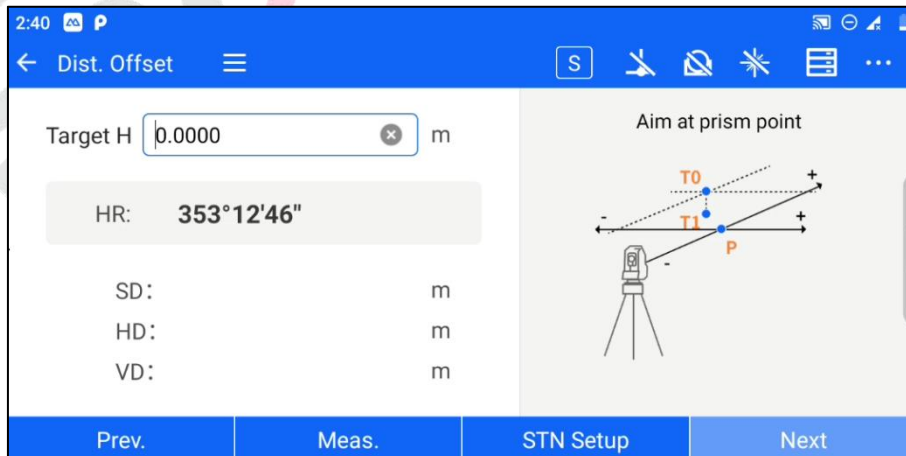 2:40
Dist. Offset
S
Target H 0.0000 m
HR: 353°12'46"
SD: m
HD: m
VD: m
Aim at prism point
T0
+
-
T1
+
P
-
Prev. Meas. STN Setup Next